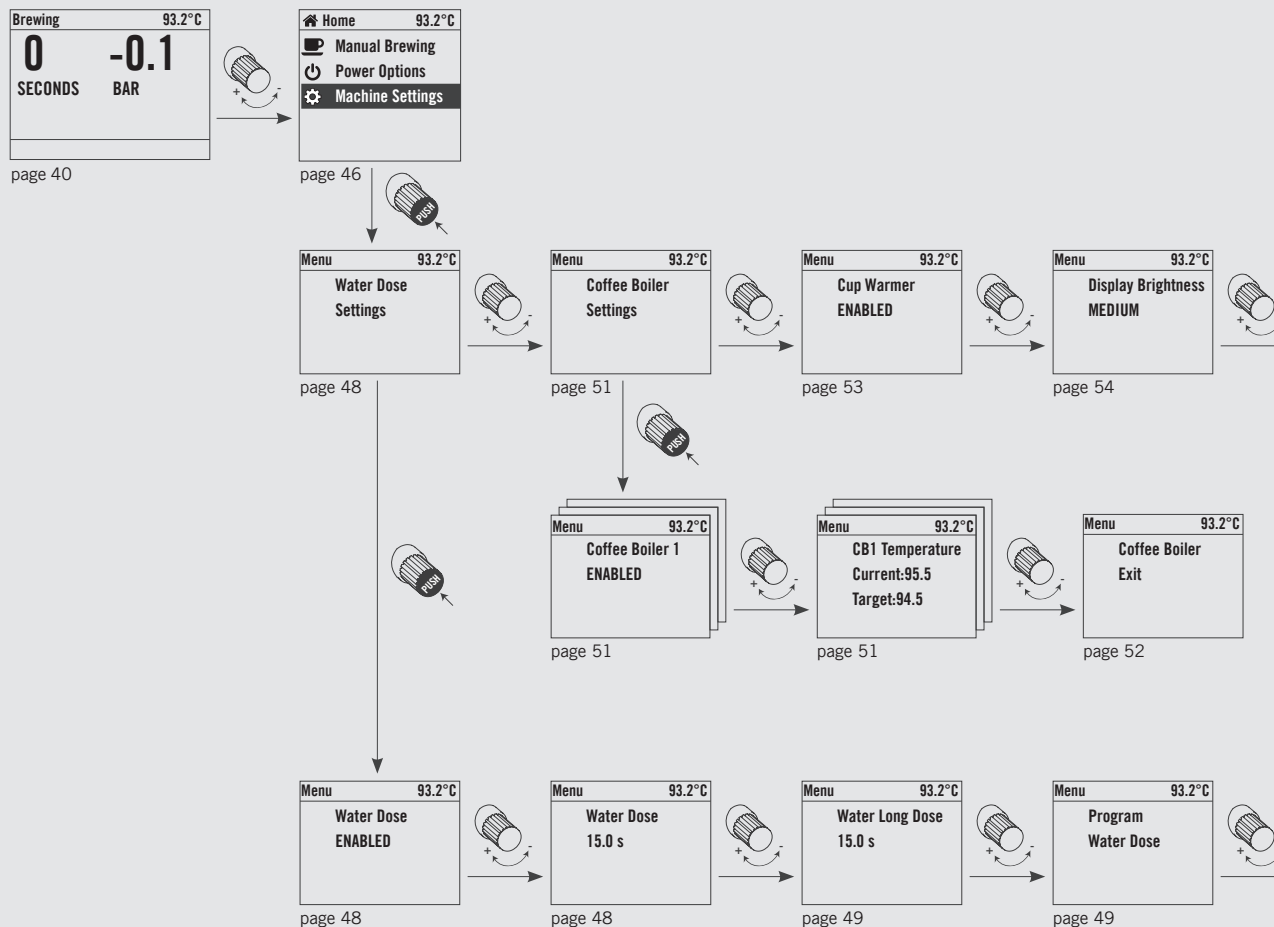 Brewing 93.2°C
0 -0.1
SECONDS BAR
page 40
+ -
Home 93.2°C
Manual Brewing
Power Options
Machine Settings
page 46
PUSH
Menu 93.2°C
Water Dose
Settings
page 48
+ -
Menu 93.2°C
Coffee Boiler
Settings
page 51
+ -
Menu 93.2°C
Cup Warmer
ENABLED
page 53
+ -
Menu 93.2°C
Display Brightness
MEDIUM
page 54
+
PUSH
Menu 93.2°C
Coffee Boiler 1
ENABLED
page 51
+ -
Menu 93.2°C
CB1 Temperature
Current:95.5
Target:94.5
page 51
+ -
Menu 93.2°C
Coffee Boiler
Exit
page 52
PUSH
Menu 93.2°C
Water Dose
ENABLED
page 48
+ -
Menu 93.2°C
Water Dose
15.0 s
page 48
+ -
Menu 93.2°C
Water Long Dose
15.0 s
page 49
+ -
Menu 93.2°C
Program
Water Dose
page 49
+